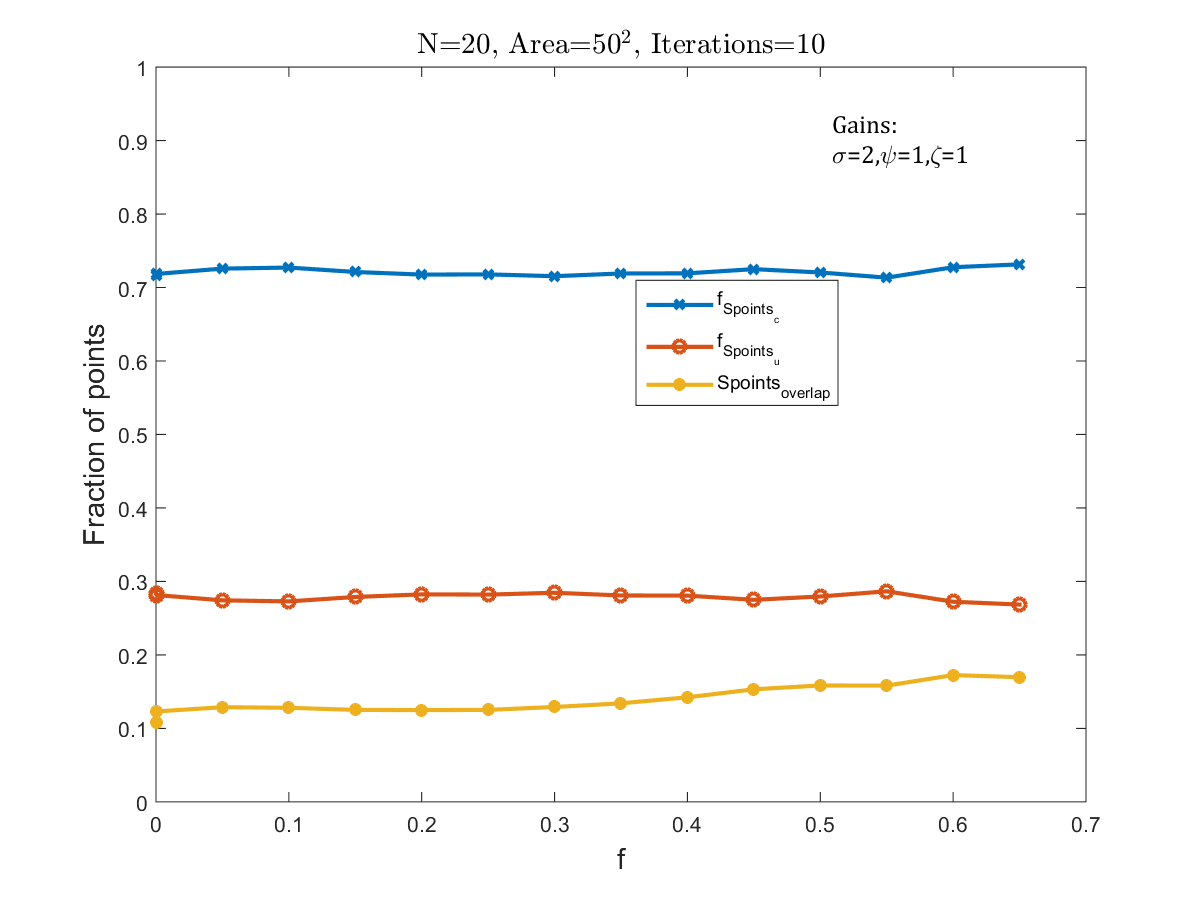 N=20, Area=50², Iterations=10
Gains:
σ=2,ψ=1,ζ=1
1
0.9
0.8
0.7
0.6
0.5
0.4
0.3
0.2
0.1
0
Fraction of points
f_Spoints_c
f_Spoints_u
Spoints_overlap
0 0.1 0.2 0.3 0.4 0.5 0.6 0.7
f